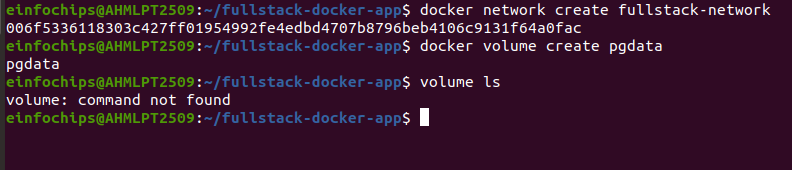 einfochips@AHMLPT2509:~/fullstack-docker-app$ docker network create fullstack-network
006f5336118303c427ff01954992fe4edbd4707b8796beb4106c9131f64a0fac
einfochips@AHMLPT2509:~/fullstack-docker-app$ docker volume create pgdata
pgdata
einfochips@AHMLPT2509:~/fullstack-docker-app$ volume ls
volume: command not found
einfochips@AHMLPT2509:~/fullstack-docker-app$